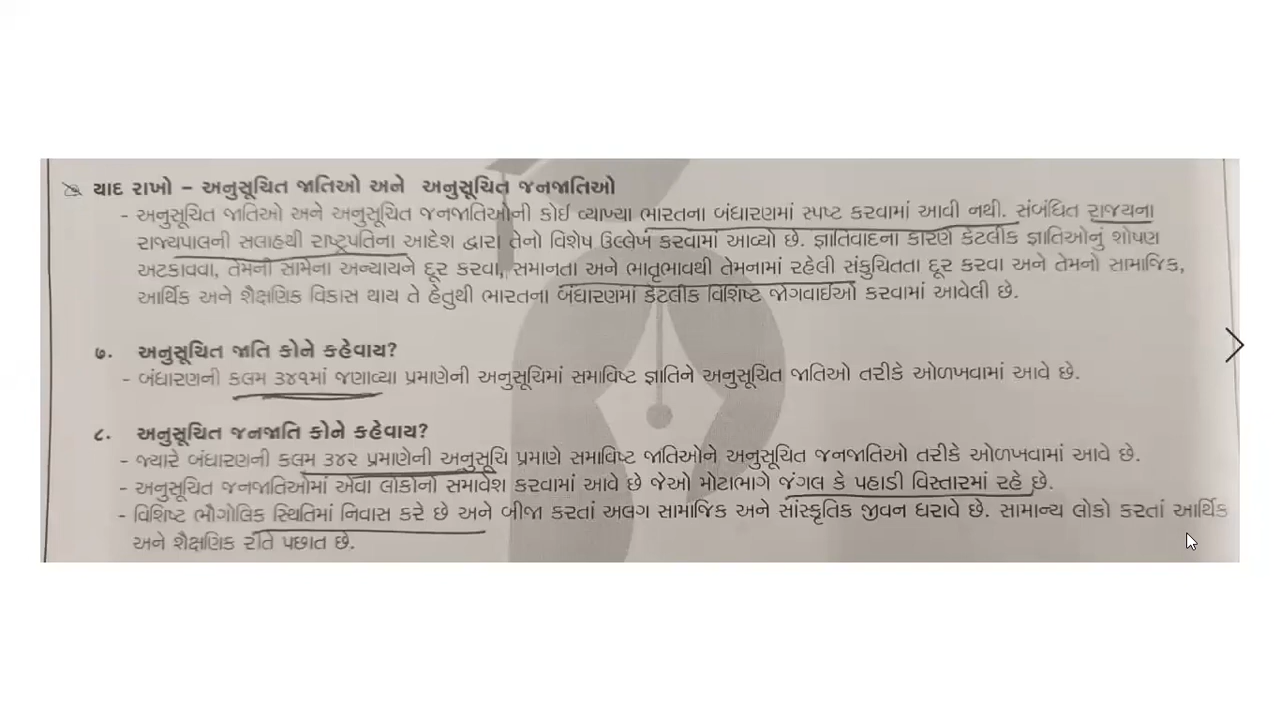 યાદ રાખો – અનુસૂચિત જાતિઓ અને અનુસૂચિત જનજાતિઓ
- અનુસૂચિત જાતિઓ અને અનુસૂચિત જનજાતિઓની કોઈ વ્યાખ્યા ભારતના બંધારણમાં સ્પષ્ટ કરવામાં આવી નથી. સંબંધિત રાજ્યના
રાજ્યપાલની સલાહથી રાષ્ટ્રપતિના આદેશ દ્વારા તેનો વિશેષ ઉલ્લેખ કરવામાં આવ્યો છે. જ્ઞાતિવાદના કારણે કેટલીક જ્ઞાતિઓનું શોષણ
અટકાવવા, તેમની સામેના અન્યાયને દૂર કરવા, સમાનતા અને ભાતૃભાવથી તેમનામાં રહેલી સંકુચિતતા દૂર કરવા અને તેમનો સામાજિક,
આર્થિક અને શૈક્ષણિક વિકાસ થાય તે હેતુથી ભારતના બંધારણમાં કેટલીક વિશિષ્ટ જોગવાઈઓ કરવામાં આવેલી છે.
૭. અનુસૂચિત જાતિ કોને કહેવાય?
- બંધારણની કલમ ૩૪૧માં જણાવ્યા પ્રમાણેની અનુસૂચિમાં સમાવિષ્ટ જ્ઞાતિને અનુસૂચિત જાતિઓ તરીકે ઓળખવામાં આવે છે.
૮. અનુસૂચિત જનજાતિ કોને કહેવાય?
- જ્યારે બંધારણની કલમ ૩૪૨ પ્રમાણેની અનુસૂચિ પ્રમાણે સમાવિષ્ટ જાતિઓને અનુસૂચિત જનજાતિઓ તરીકે ઓળખવામાં આવે છે.
- અનુસૂચિત જનજાતિઓમાં એવા લોકોનો સમાવેશ કરવામાં આવે છે જેઓ મોટાભાગે જંગલ કે પહાડી વિસ્તારમાં રહે છે.
- વિશિષ્ટ ભૌગોલિક સ્થિતિમાં નિવાસ કરે છે અને બીજા કરતાં અલગ સામાજિક અને સાંસ્કૃતિક જીવન ધરાવે છે. સામાન્ય લોકો કરતાં આર્થિક
અને શૈક્ષણિક રીતે પછાત છે.